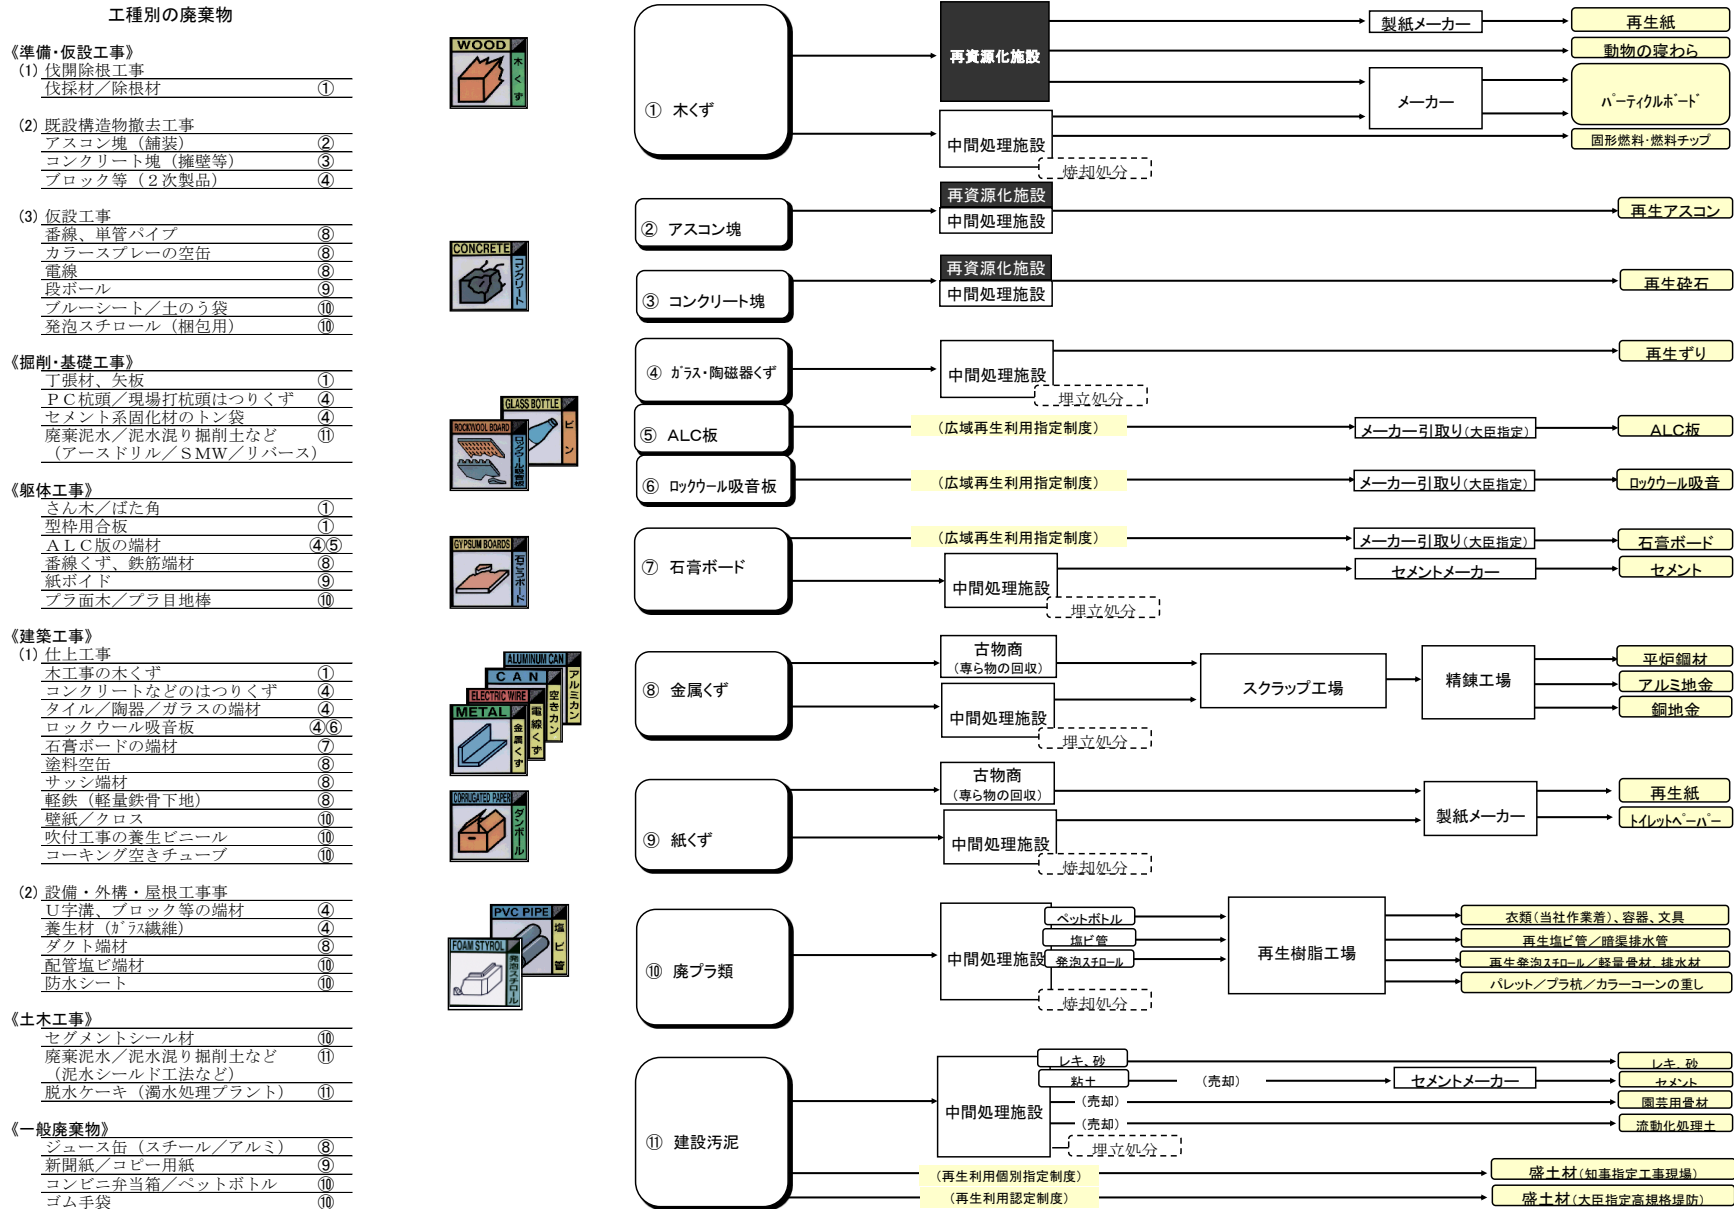 工種別の廃棄物
《準備・仮設工事》
(1) 伐開除根工事
伐採材／除根材 ①
(2) 既設構造物撤去工事
アスコン塊（舗装） ②
コンクリート塊（擁壁等） ③
ブロック等（２次製品） ④
(3) 仮設工事
番線、単管パイプ ⑧
カラースプレーの空缶 ⑧
電線 ⑧
段ボール ⑨
ブルーシート／土のう袋 ⑩
発泡スチロール（梱包用） ⑩
《掘削・基礎工事》
丁張材、矢板 ①
ＰＣ杭頭／現場打杭頭はつりくず ④
セメント系固化材のトン袋 ④
廃棄泥水／泥水混り掘削土など ⑪
（アースドリル／ＳＭＷ／リバース）
《躯体工事》
さん木／ばた角 ①
型枠用合板 ①
ＡＬＣ版の端材 ④⑤
番線くず、鉄筋端材 ⑧
紙ボイド ⑨
プラ面木／プラ目地棒 ⑩
《建築工事》
(1) 仕上工事
木工事の木くず ①
コンクリートなどのはつりくず ④
タイル／陶器／ガラスの端材 ④
ロックウール吸音板 ④⑥
石膏ボードの端材 ⑦
塗料空缶 ⑧
サッシ端材 ⑧
軽鉄（軽量鉄骨下地） ⑧
壁紙／クロス ⑩
吹付工事の養生ビニール ⑩
コーキング空きチューブ ⑩
(2) 設備・外構・屋根工事事
Ｕ字溝、ブロック等の端材 ④
養生材（ｶﾞﾗｽ繊維） ④
ダクト端材 ⑧
配管塩ビ端材 ⑩
防水シート ⑩
《土木工事》
セグメントシール材 ⑩
廃棄泥水／泥水混り掘削土など ⑪
（泥水シールド工法など）
脱水ケーキ（濁水処理プラント） ⑪
《一般廃棄物》
ジュース缶（スチール／アルミ） ⑧
新聞紙／コピー用紙 ⑨
コンビニ弁当箱／ペットボトル ⑩
ゴム手袋 ⑩
WOOD
木くず
CONCRETE
コンクリート
GLASS BOTTLE
ビン
ROCKWOOL BOARD
ロックウール吸音板
GYPSUM BOARDS
石こうボード
ALUMINUM CAN
アルミカン
CAN
空きカン
ELECTRIC WIRE
電線くず
METAL
金属くず
CORRUGATED PAPER
ダンボール
PVC PIPE
塩ビ管
FOAM STYROL
発泡スチロール
① 木くず
再資源化施設
中間処理施設
焼却処分
製紙メーカー
メーカー
再生紙
動物の寝わら
ﾊﾟｰﾃｨｸﾙﾎﾞｰﾄﾞ
固形燃料・燃料チップ
② アスコン塊
再資源化施設
中間処理施設
再生アスコン
③ コンクリート塊
再資源化施設
中間処理施設
再生砕石
④ ｶﾞﾗｽ・陶磁器くず
中間処理施設
埋立処分
再生ずり
⑤ ALC板
（広域再生利用指定制度）
メーカー引取り（大臣指定）
ALC板
⑥ ﾛｯｸｳｰﾙ吸音板
（広域再生利用指定制度）
メーカー引取り（大臣指定）
ﾛｯｸｳｰﾙ吸音
⑦ 石膏ボード
（広域再生利用指定制度）
メーカー引取り（大臣指定）
石膏ボード
中間処理施設
埋立処分
セメントメーカー
セメント
⑧ 金属くず
古物商
（専ら物の回収）
中間処理施設
埋立処分
スクラップ工場
精錬工場
平炉鋼材
アルミ地金
銅地金
⑨ 紙くず
古物商
（専ら物の回収）
中間処理施設
焼却処分
製紙メーカー
再生紙
ﾄｲﾚｯﾄﾍﾟｰﾊﾟｰ
⑩ 廃プラ類
中間処理施設
ペットボトル
塩ビ管
発泡ｽﾁﾛｰﾙ
焼却処分
再生樹脂工場
衣類（当社作業着）、容器、文具
再生塩ビ管／暗渠排水管
再生発泡ｽﾁﾛｰﾙ／軽量骨材、排水材
パレット／プラ杭／カラーコーンの重し
⑪ 建設汚泥
中間処理施設
レキ、砂
粘土
（売却）
（売却）
（売却）
埋立処分
セメントメーカー
レキ、砂
セメント
園芸用骨材
流動化処理土
（再生利用個別指定制度）
盛土材（知事指定工事現場）
（再生利用認定制度）
盛土材（大臣指定高規格堤防）